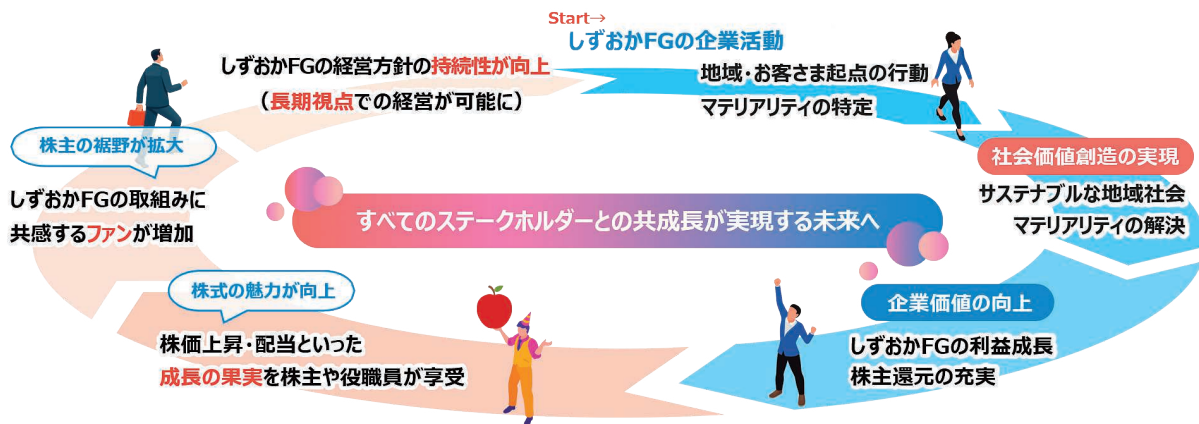 Start→
しずおかFGの企業活動
地域・お客さま起点の行動
マテリアリティの特定
社会価値創造の実現
サステナブルな地域社会
マテリアリティの解決
企業価値の向上
しずおかFGの利益成長
株主還元の充実
株式の魅力が向上
株価上昇・配当といった
成長の果実を株主や役職員が享受
株主の裾野が拡大
しずおかFGの取組みに
共感するファンが増加
しずおかFGの経営方針の持続性が向上
（長期視点での経営が可能に）
すべてのステークホルダーとの共成長が実現する未来へ